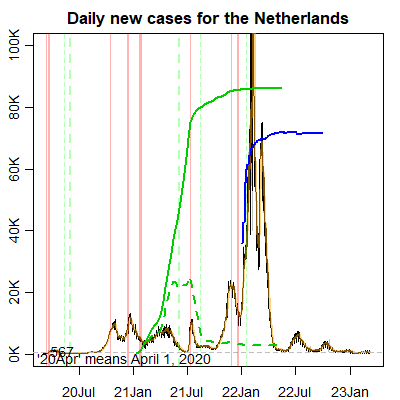 Daily new cases for the Netherlands
100K
80K
60K
40K
20K
0K
567
'20Apr' means April 1, 2020
20Jul 21Jan 21Jul 22Jan 22Jul 23Jan